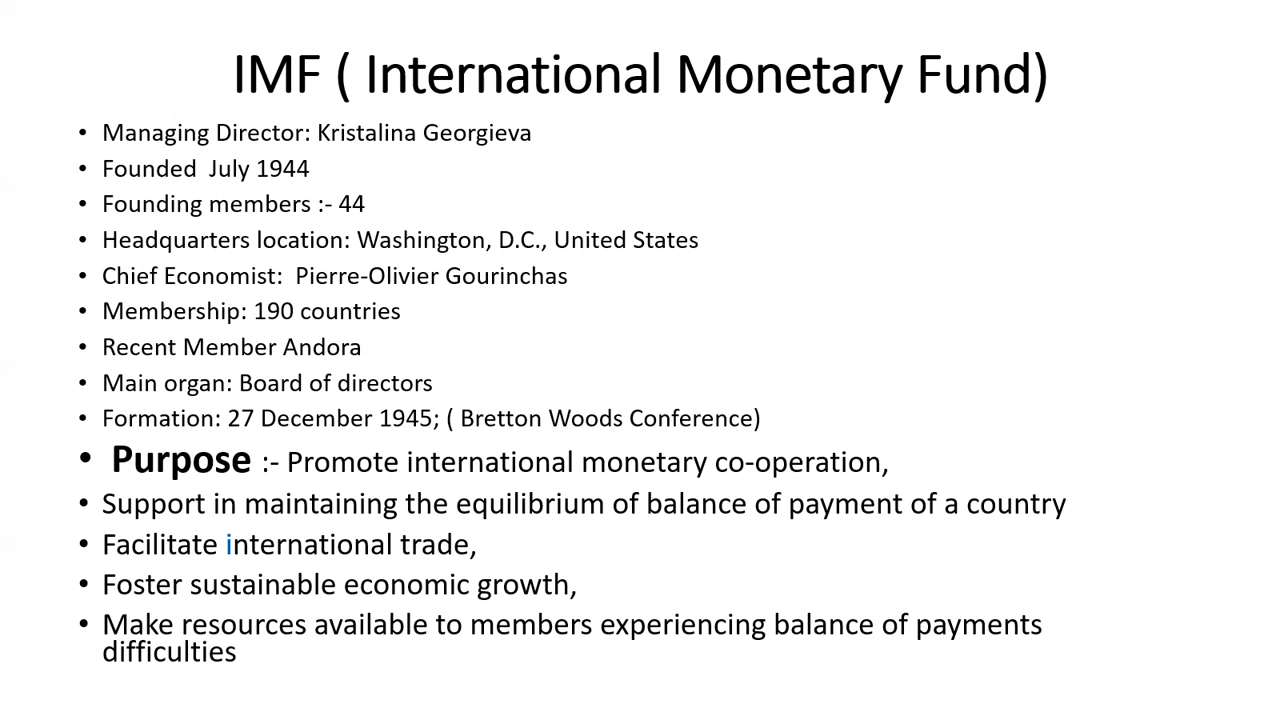 IMF ( International Monetary Fund)
• Managing Director: Kristalina Georgieva
• Founded  July 1944
• Founding members :- 44
• Headquarters location: Washington, D.C., United States
• Chief Economist:  Pierre-Olivier Gourinchas
• Membership: 190 countries
• Recent Member Andora
• Main organ: Board of directors
• Formation: 27 December 1945; ( Bretton Woods Conference)
• Purpose :- Promote international monetary co-operation,
• Support in maintaining the equilibrium of balance of payment of a country
• Facilitate international trade,
• Foster sustainable economic growth,
• Make resources available to members experiencing balance of payments
difficulties